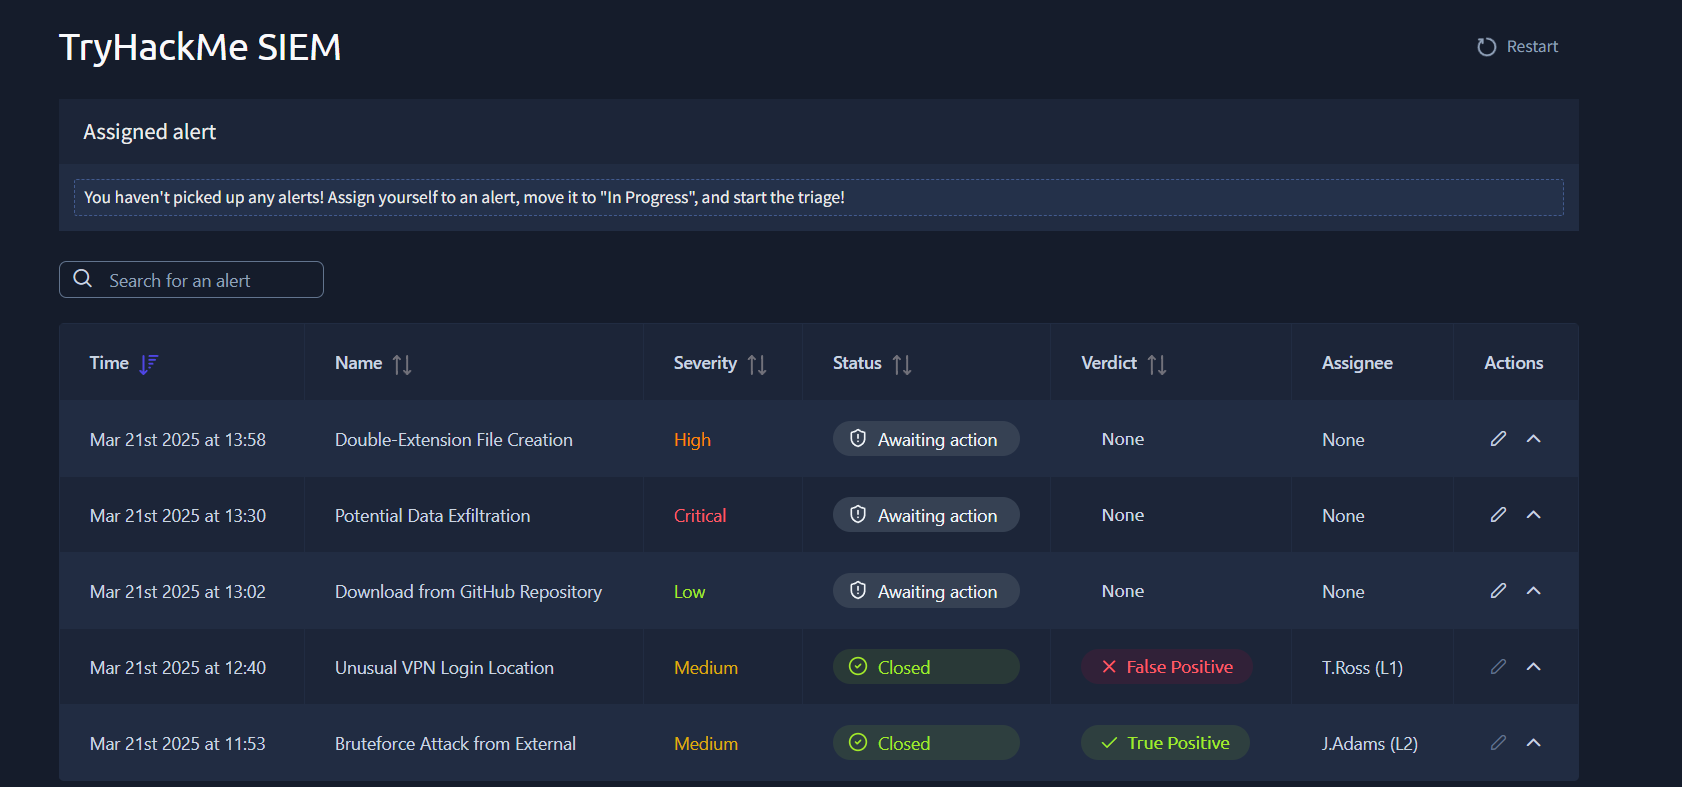 TryHackMe SIEM
Restart
Assigned alert
You haven't picked up any alerts! Assign yourself to an alert, move it to "In Progress", and start the triage!
Search for an alert
Time Name Severity Status Verdict Assignee Actions
Mar 21st 2025 at 13:58 Double-Extension File Creation High Awaiting action None None
Mar 21st 2025 at 13:30 Potential Data Exfiltration Critical Awaiting action None None
Mar 21st 2025 at 13:02 Download from GitHub Repository Low Awaiting action None None
Mar 21st 2025 at 12:40 Unusual VPN Login Location Medium Closed False Positive T.Ross (L1)
Mar 21st 2025 at 11:53 Bruteforce Attack from External Medium Closed True Positive J.Adams (L2)